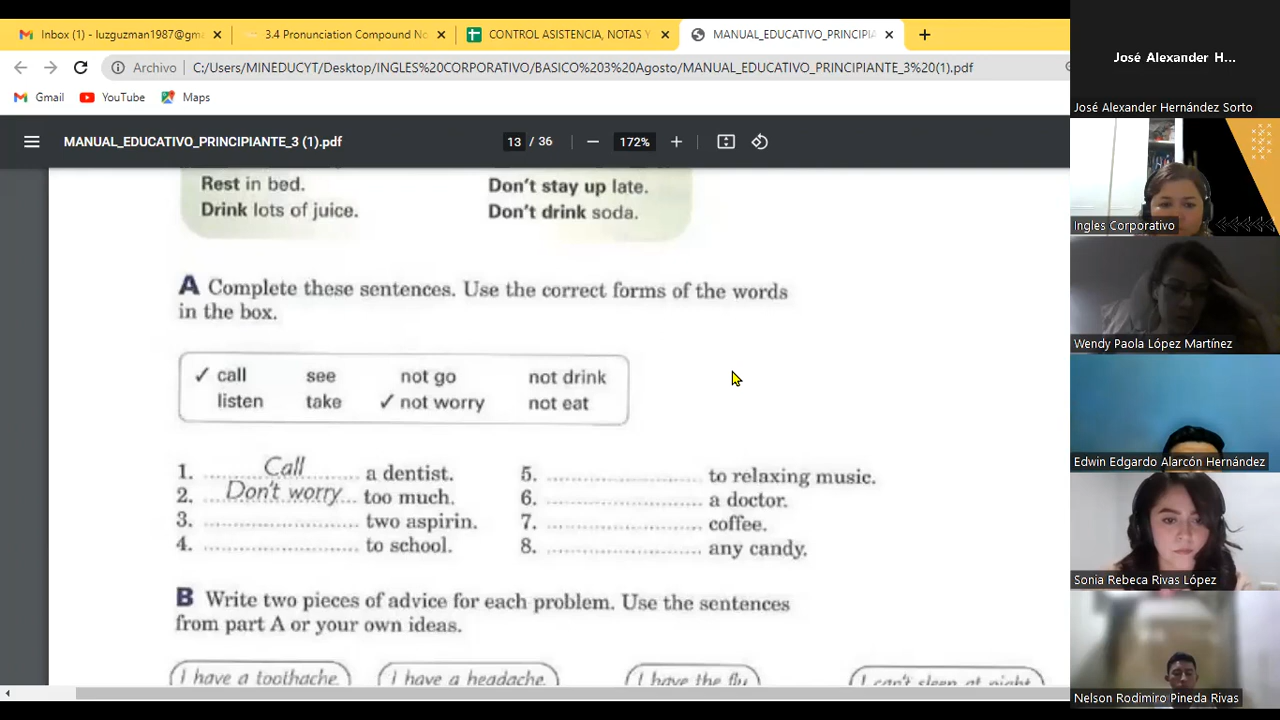 Inbox (1) - luzguzman1987@gm
3.4 Pronunciation Compound No
CONTROL ASISTENCIA, NOTAS Y
MANUAL_EDUCATIVO_PRINCIPIA
Archivo C:/Users/MINEDUCYT/Desktop/INGLES%20CORPORATIVO/BASICO%203%20Agosto/MANUAL_EDUCATIVO_PRINCIPIANTE_3%20(1).pdf
Gmail YouTube Maps
MANUAL_EDUCATIVO_PRINCIPIANTE_3 (1).pdf 13 / 36 172%
Rest in bed. Don't stay up late.
Drink lots of juice. Don't drink soda.
A Complete these sentences. Use the correct forms of the words
in the box.
✓ call see not go not drink
listen take ✓ not worry not eat
1. Call a dentist.
2. Don't worry too much.
3. two aspirin.
4. to school.
5. to relaxing music.
6. a doctor.
7. coffee.
8. any candy.
B Write two pieces of advice for each problem. Use the sentences
from part A or your own ideas.
I have a toothache. I have a headache. I have the flu I can't sleep at night
José Alexander H...
José Alexander Hernández Sorto
Ingles Corporativo
Wendy Paola López Martínez
Edwin Edgardo Alarcón Hernández
Sonia Rebeca Rivas López
Nelson Rodimiro Pineda Rivas